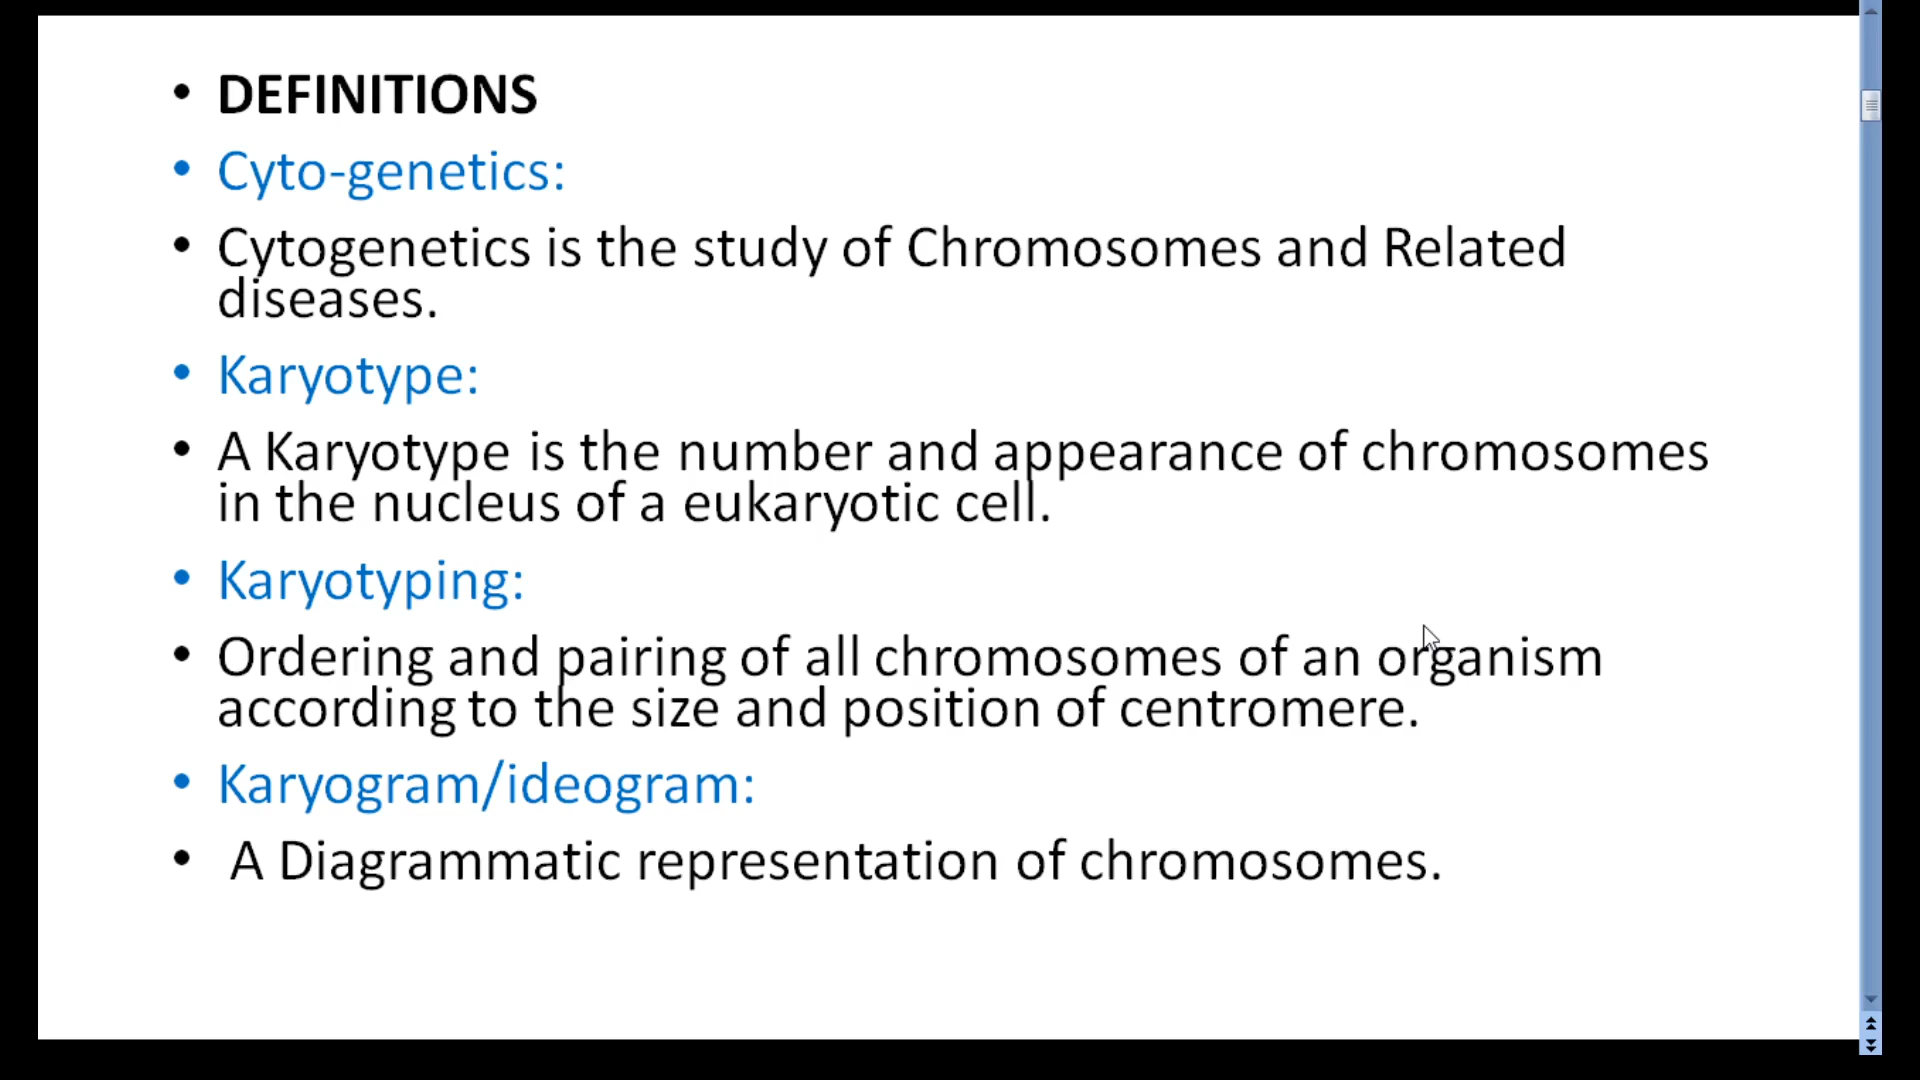 • DEFINITIONS
• Cyto-genetics:
• Cytogenetics is the study of Chromosomes and Related
diseases.
• Karyotype:
• A Karyotype is the number and appearance of chromosomes
in the nucleus of a eukaryotic cell.
• Karyotyping:
• Ordering and pairing of all chromosomes of an organism
according to the size and position of centromere.
• Karyogram/ideogram:
• A Diagrammatic representation of chromosomes.